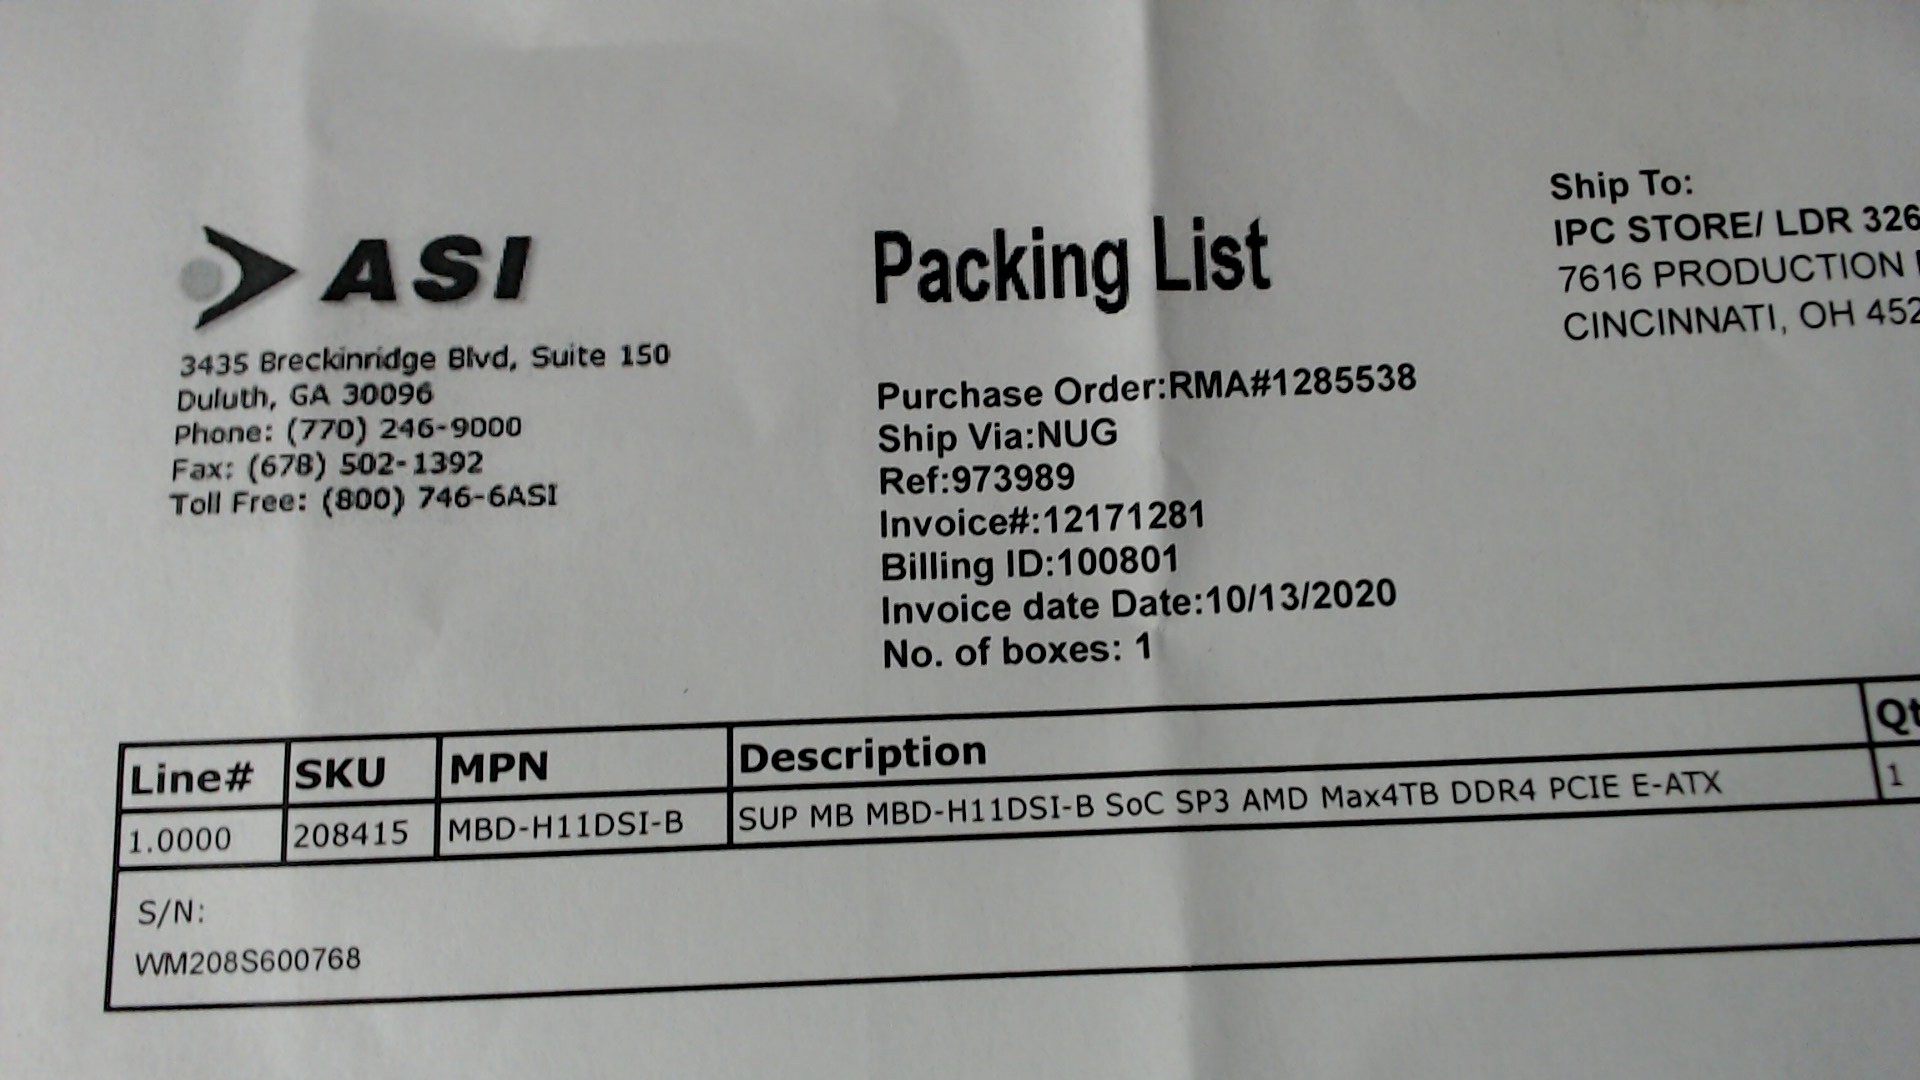 ASI
3435 Breckinridge Blvd, Suite 150
Duluth, GA 30096
Phone: (770) 246-9000
Fax: (678) 502-1392
Toll Free: (800) 746-6ASI
Packing List
Purchase Order:RMA#1285538
Ship Via:NUG
Ref:973989
Invoice#:12171281
Billing ID:100801
Invoice date Date:10/13/2020
No. of boxes: 1
Ship To:
IPC STORE/ LDR 326
7616 PRODUCTION
CINCINNATI, OH 452
Line# SKU MPN Description Qt
1.0000 208415 MBD-H11DSI-B SUP MB MBD-H11DSI-B SoC SP3 AMD Max4TB DDR4 PCIE E-ATX 1
S/N:
WM208S600768